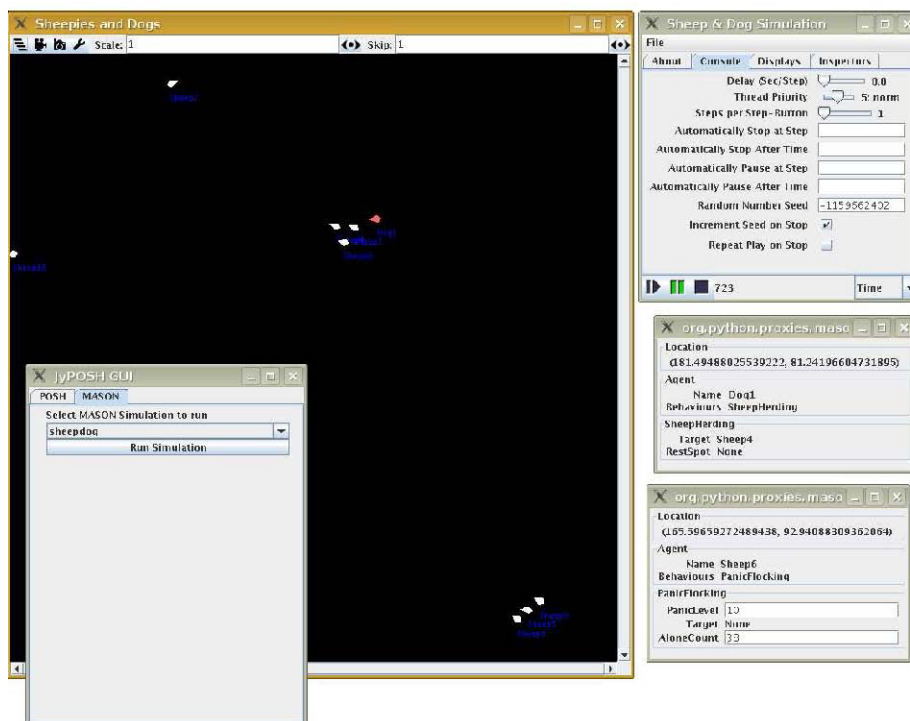 Sheepies and Dogs
Scale: 1
Skip: 1
Sheep & Dog Simulation
File
About
Console
Displays
Inspectors
Delay (Sec/Step)
0.0
Thread Priority
5: norm
Steps per Step-Button
1
Automatically Stop at Step
Automatically Stop After Time
Automatically Pause at Step
Automatically Pause After Time
Random Number Seed
-1159562402
Increment Seed on Stop
Repeat Play on Stop
723
Time
org.python.proxies.maso
Location
(181.49488025539222, 81.24196604731895)
Agent
Name Dog1
Behaviours SheepHerding
SheepHerding
Target Sheep4
RestSpot None
org.python.proxies.maso
Location
(165.59659272489438, 92.94088309362064)
Agent
Name Sheep6
Behaviours PanicFlocking
PanicFlocking
PanicLevel 10
Target None
AloneCount 33
JyPOSH GUI
POSH
MASON
Select MASON Simulation to run
sheepdog
Run Simulation